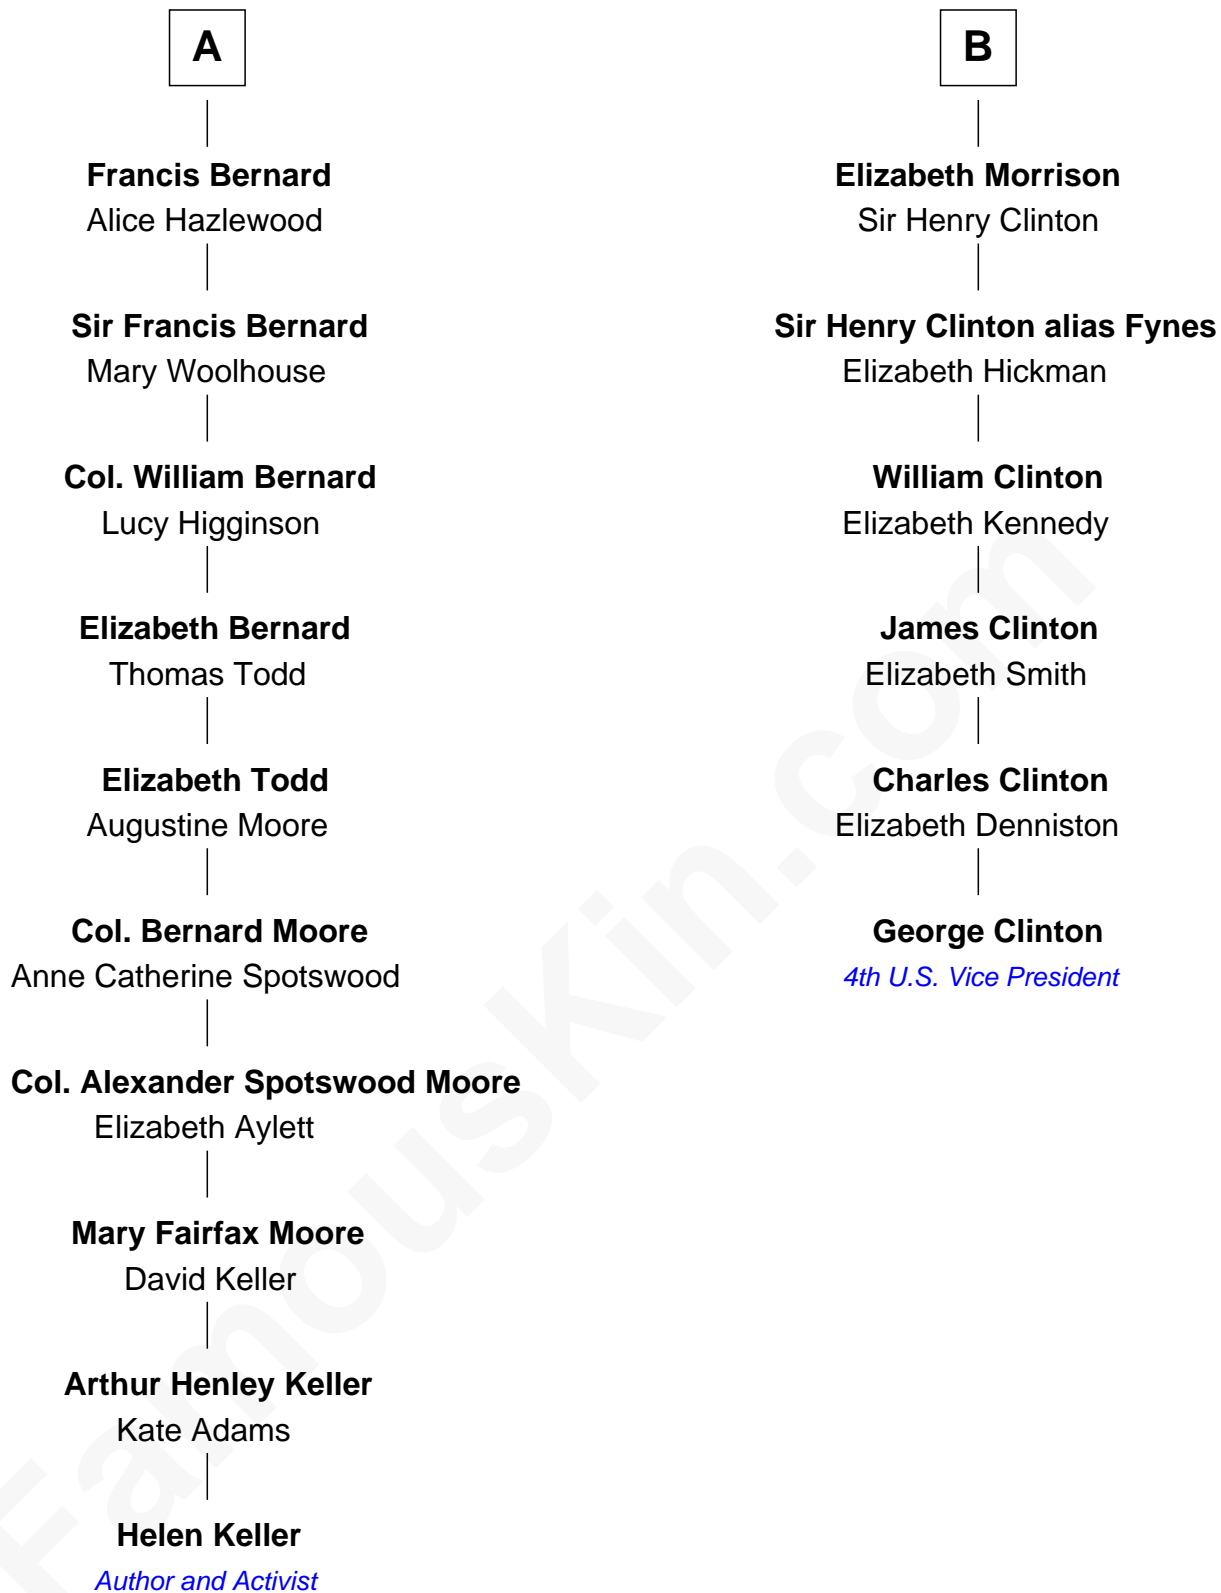 A
Francis Bernard
Alice Hazlewood
Sir Francis Bernard
Mary Woolhouse
Col. William Bernard
Lucy Higginson
Elizabeth Bernard
Thomas Todd
Elizabeth Todd
Augustine Moore
Col. Bernard Moore
Anne Catherine Spotswood
Col. Alexander Spotswood Moore
Elizabeth Aylett
Mary Fairfax Moore
David Keller
Arthur Henley Keller
Kate Adams
Helen Keller
Author and Activist
B
Elizabeth Morrison
Sir Henry Clinton
Sir Henry Clinton alias Fynes
Elizabeth Hickman
William Clinton
Elizabeth Kennedy
James Clinton
Elizabeth Smith
Charles Clinton
Elizabeth Denniston
George Clinton
4th U.S. Vice President
FamousKin.com